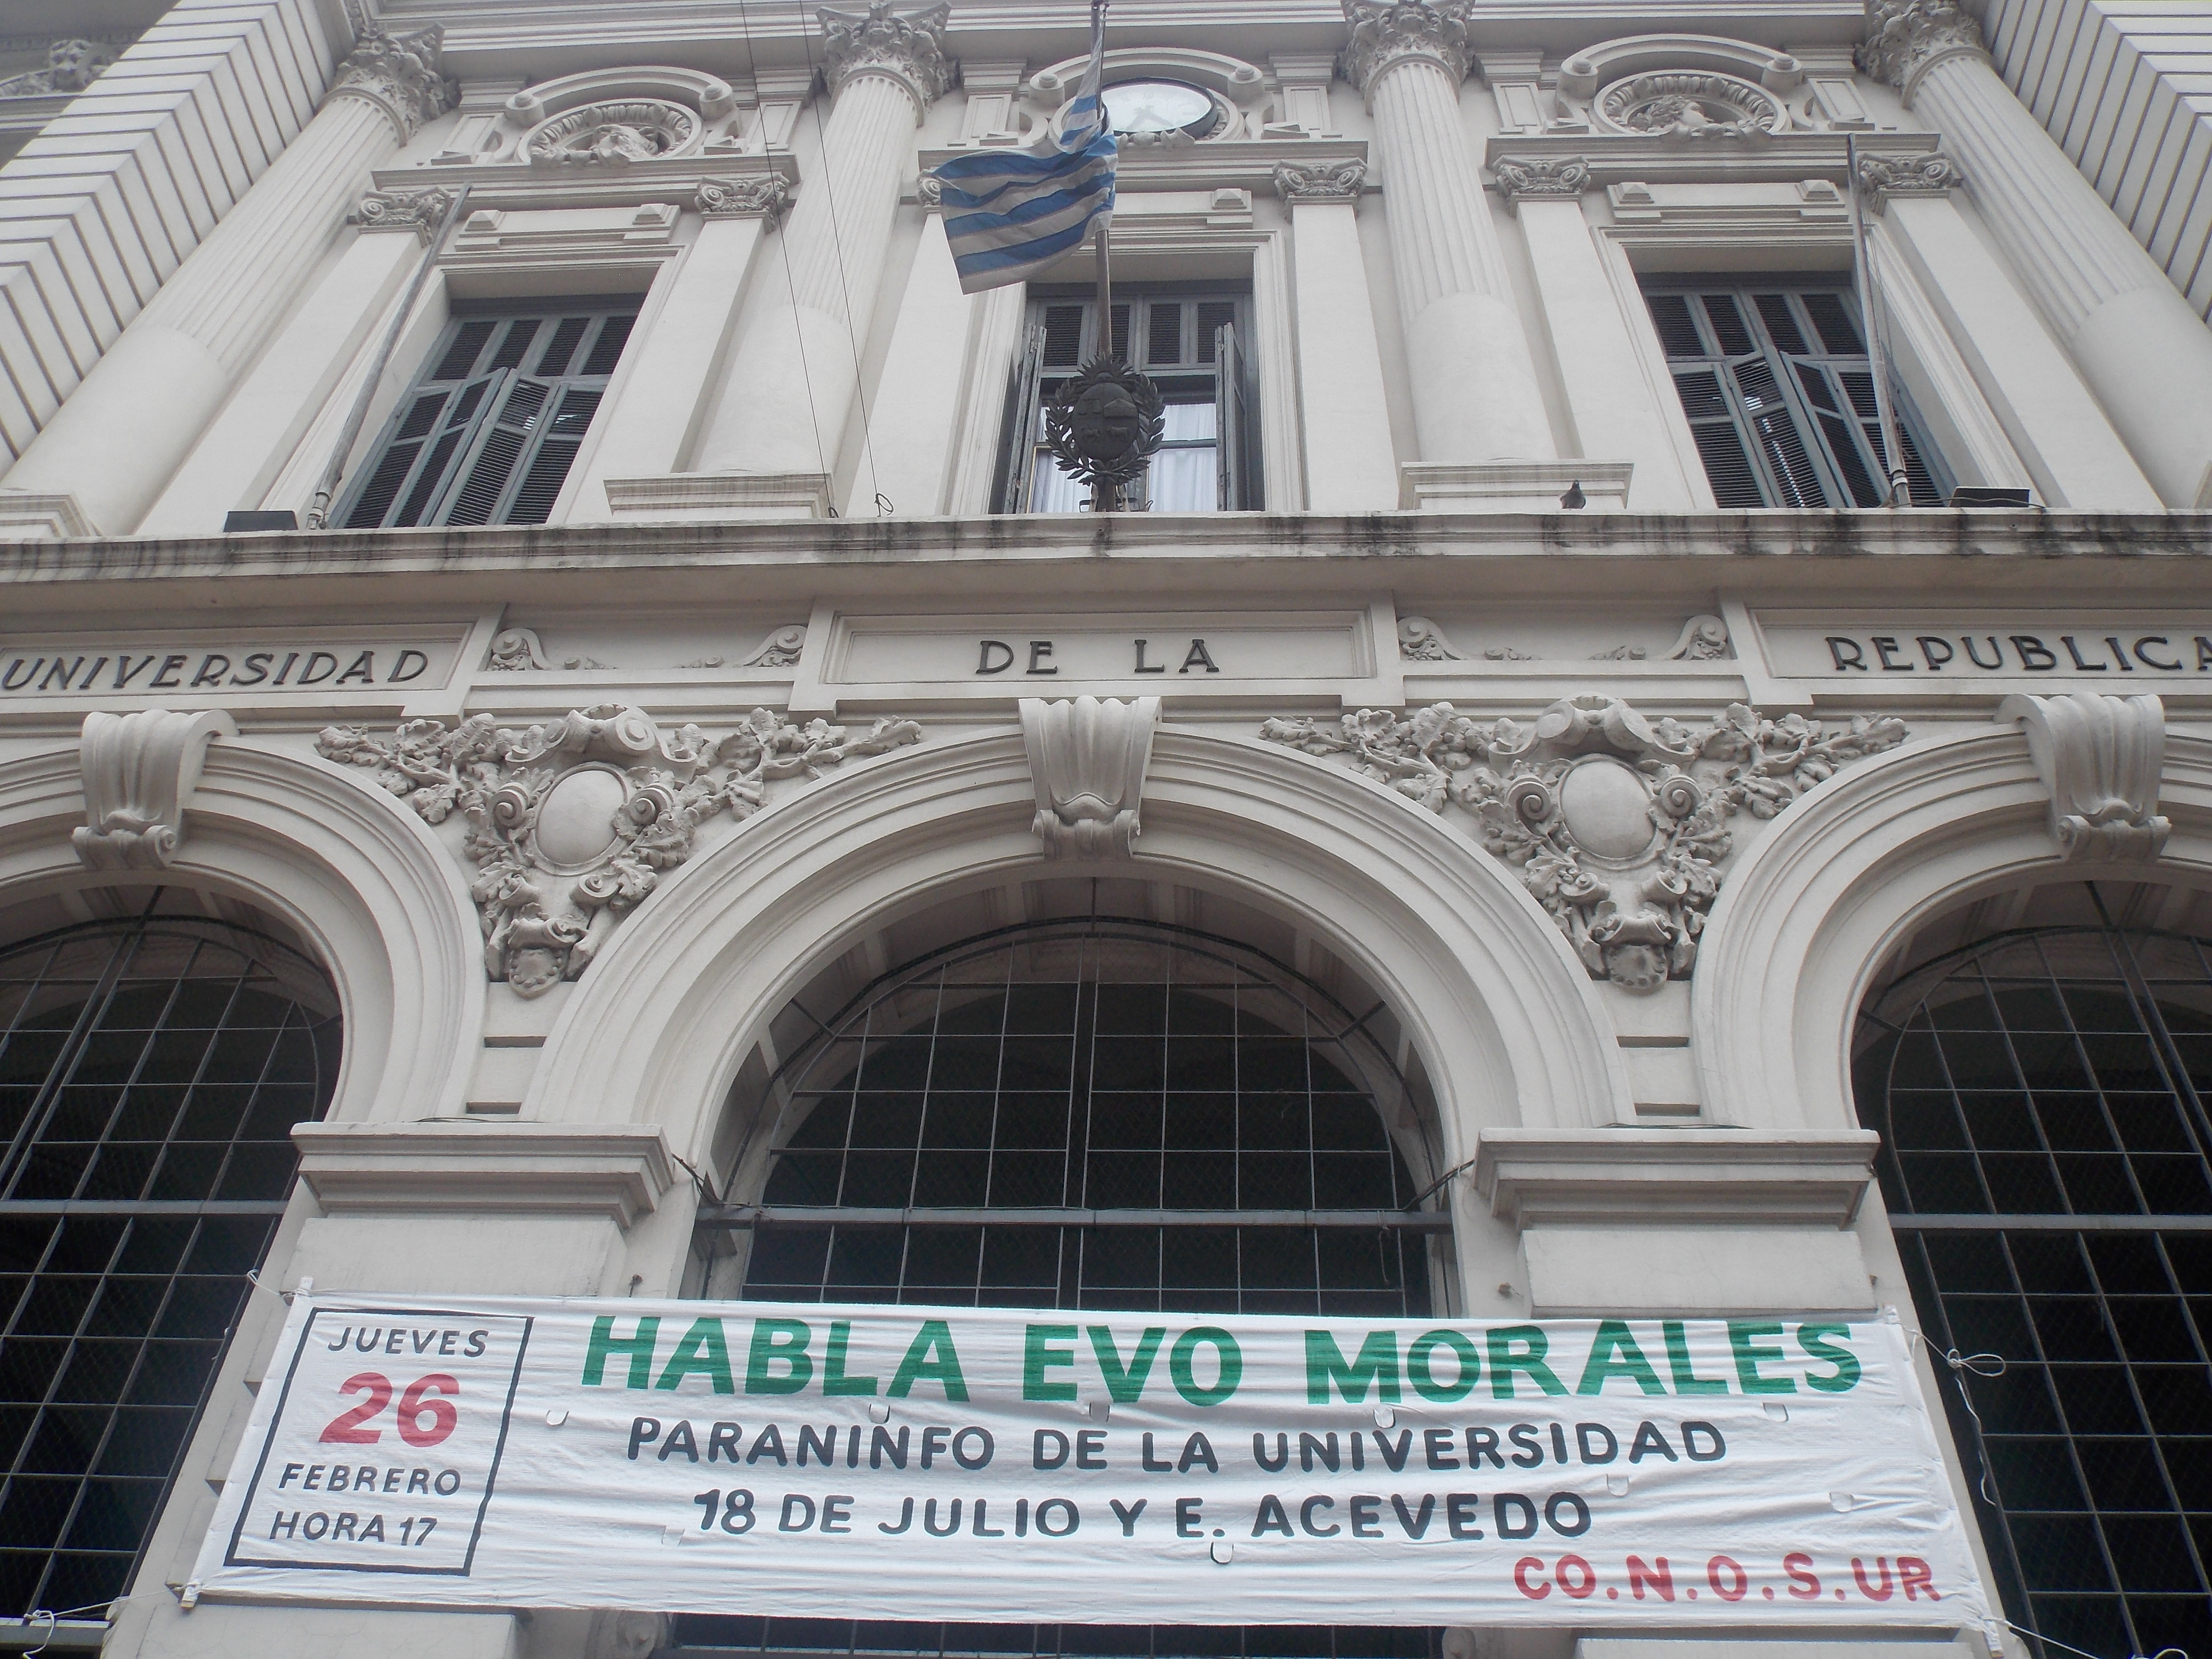 UNIVERSIDAD DE LA REPUBLICA
JUEVES
26
FEBRERO
HORA 17
HABLA EVO MORALES
PARANINFO DE LA UNIVERSIDAD
18 DE JULIO Y E. ACEVEDO
CO.N.O.S.UR